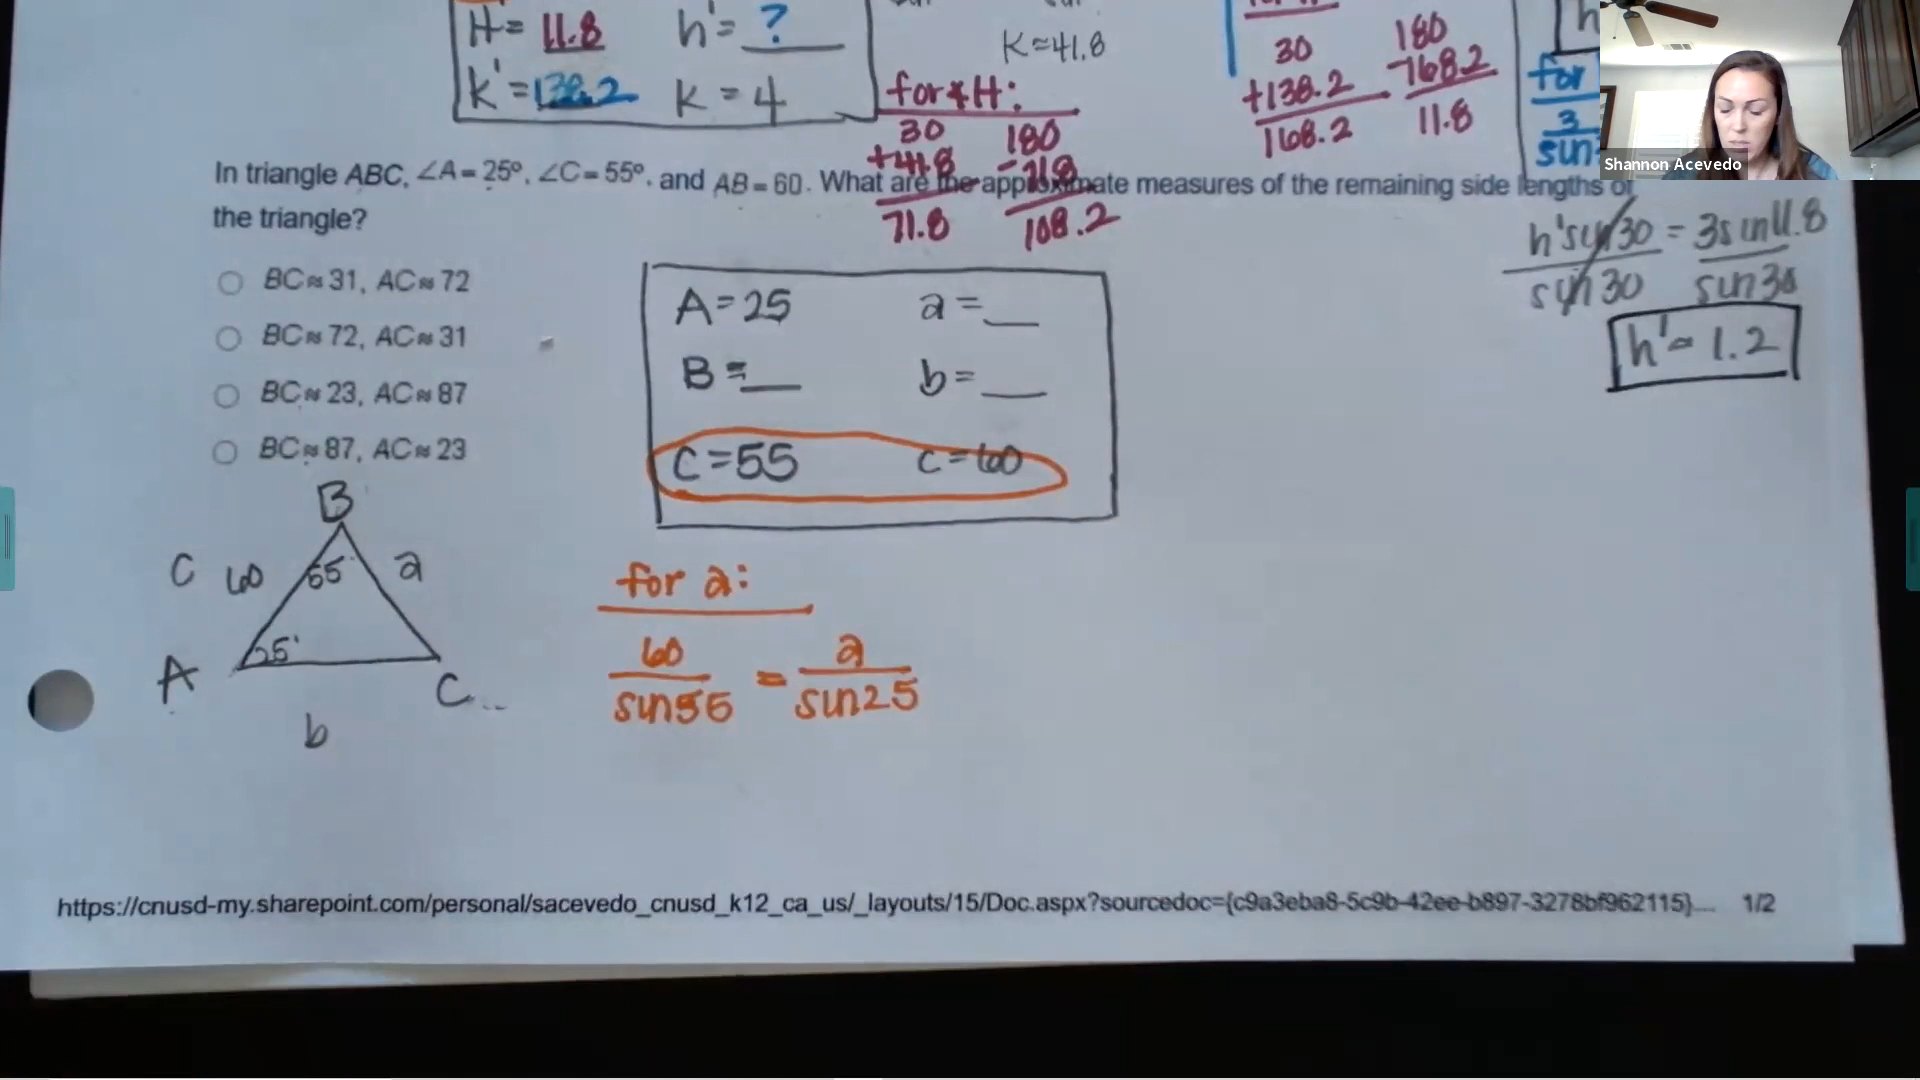 H = 11.8   h' = ?
k' = 138.2   k = 4
K≈41.8
for ∡H:
30   180
+41.8   -71.8
71.8   108.2
30   180
+138.2   -168.2
168.2   11.8
h
for
3
sin
Shannon Acevedo
In triangle ABC, ∠A = 25°, ∠C = 55°, and AB = 60. What are the approximate measures of the remaining side lengths of
the triangle?
h'sin30 = 3sin11.8
sin30   sin30
h'≈ 1.2
BC ≈ 31, AC ≈ 72
BC ≈ 72, AC ≈ 31
BC ≈ 23, AC ≈ 87
BC ≈ 87, AC ≈ 23
A = 25   a = __
B = __   b = __
C = 55   c = 60
B
c 60 55 a
A 25° C
b
for a:
60 = a
sin55   sin25
https://cnusd-my.sharepoint.com/personal/sacevedo_cnusd_k12_ca_us/_layouts/15/Doc.aspx?sourcedoc={c9a3eba8-5c9b-42ee-b897-3278bf962115}... 1/2